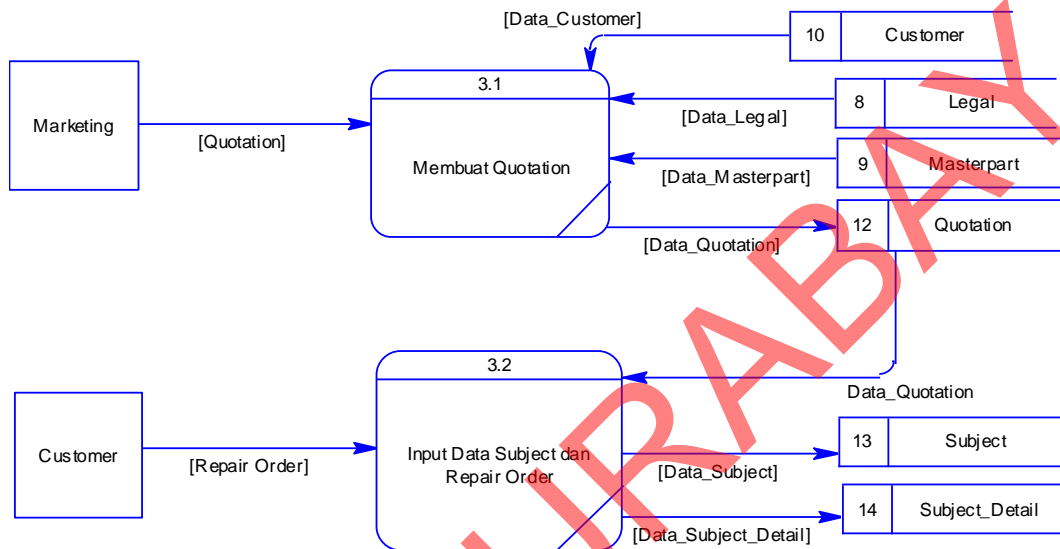 [Data_Customer]
10 Customer
3.1
Marketing
[Quotation]
Membuat Quotation
8 Legal
[Data_Legal]
9 Masterpart
[Data_Masterpart]
12 Quotation
[Data_Quotation]
3.2
Data_Quotation
Customer
[Repair Order]
Input Data Subject dan
Repair Order
13 Subject
[Data_Subject]
14 Subject_Detail
[Data_Subject_Detail]
URABAY